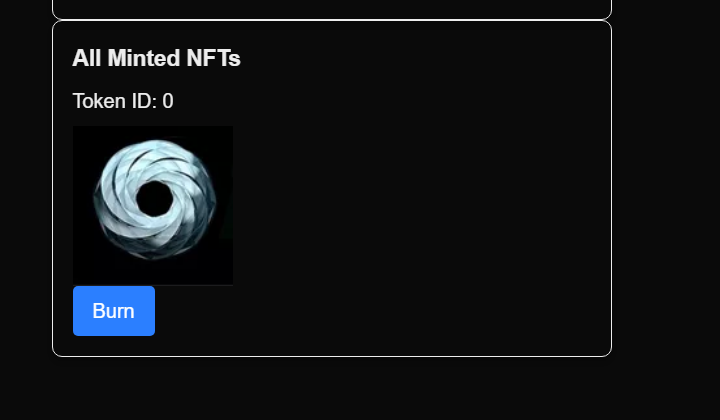 All Minted NFTs
Token ID: 0
Burn